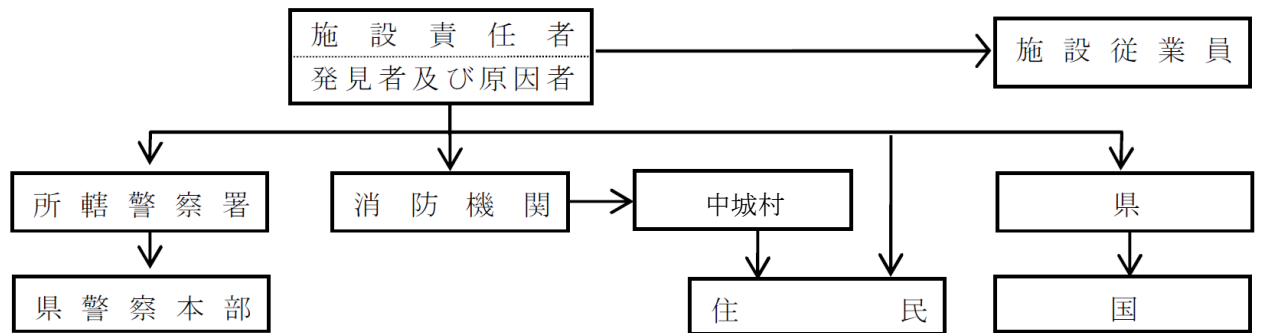 施設責任者
発見者及び原因者
施設従業員
所轄警察署
消防機関
中城村
県
県警察本部
住民
国